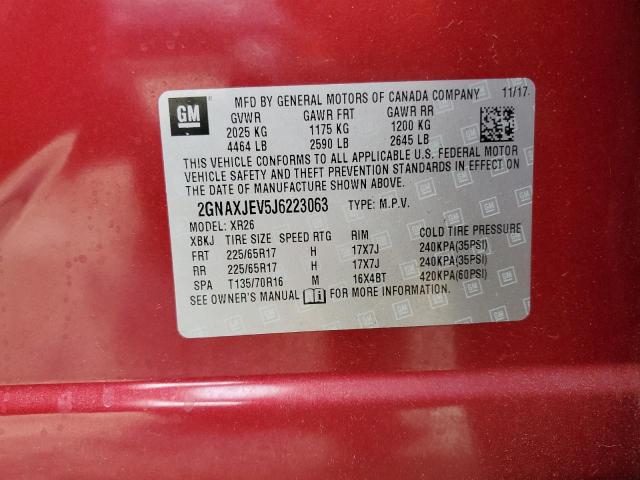 GM
MFD BY GENERAL MOTORS OF CANADA COMPANY 11/17
GVWR GAWR FRT GAWR RR
2025 KG 1175 KG 1200 KG
4464 LB 2590 LB 2645 LB
THIS VEHICLE CONFORMS TO ALL APPLICABLE U.S. FEDERAL MOTOR
VEHICLE SAFETY AND THEFT PREVENTION STANDARDS IN EFFECT ON
THE DATE OF MANUFACTURE SHOWN ABOVE.
2GNAXJEV5J6223063 TYPE: M.P.V.
MODEL: XR26
XBKJ TIRE SIZE SPEED RTG RIM COLD TIRE PRESSURE
FRT 225/65R17 H 17X7J 240KPA(35PSI)
RR 225/65R17 H 17X7J 240KPA(35PSI)
SPA T135/70R16 M 16X4BT 420KPA(60PSI)
SEE OWNER'S MANUAL FOR MORE INFORMATION.